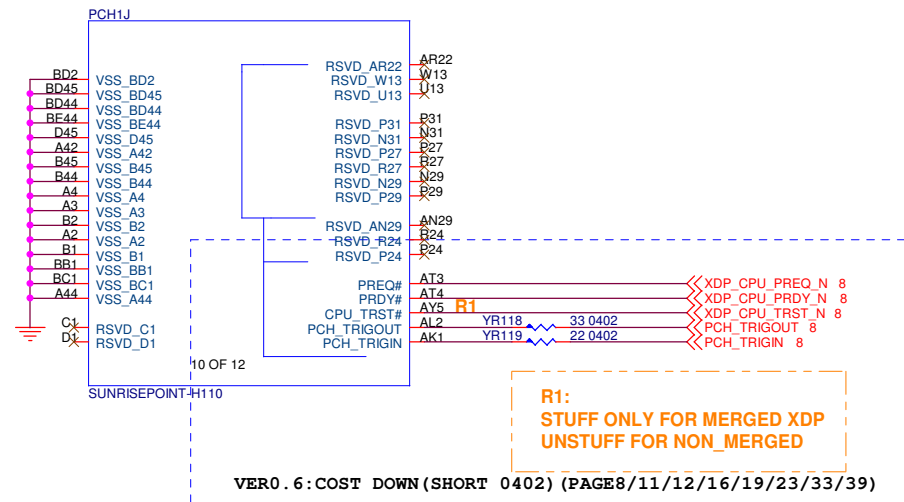 PCH1J
BD2 VSS_BD2
BD45 VSS_BD45
BD44 VSS_BD44
BE44 VSS_BE44
D45 VSS_D45
A42 VSS_A42
B45 VSS_B45
B44 VSS_B44
A4 VSS_A4
A3 VSS_A3
B2 VSS_B2
A2 VSS_A2
B1 VSS_B1
BB1 VSS_BB1
BC1 VSS_BC1
A44 VSS_A44
C1 RSVD_C1
D1 RSVD_D1
RSVD_AR22 AR22
RSVD_W13 W13
RSVD_U13 U13
RSVD_P31 P31
RSVD_N31 N31
RSVD_P27 P27
RSVD_R27 R27
RSVD_N29 N29
RSVD_P29 P29
RSVD_AN29 AN29
RSVD_R24 R24
RSVD_P24 P24
PREQ# AT3 XDP_CPU_PREQ_N 8
PRDY# AT4 XDP_CPU_PRDY_N 8
CPU_TRST# AY5 R1 XDP_CPU_TRST_N 8
PCH_TRIGOUT AL2 YR118 33 0402 PCH_TRIGOUT 8
PCH_TRIGIN AK1 YR119 22 0402 PCH_TRIGIN 8
10 OF 12
SUNRISEPOINT-H110
R1:
STUFF ONLY FOR MERGED XDP
UNSTUFF FOR NON_MERGED
VER0.6:COST DOWN(SHORT 0402)(PAGE8/11/12/16/19/23/33/39)